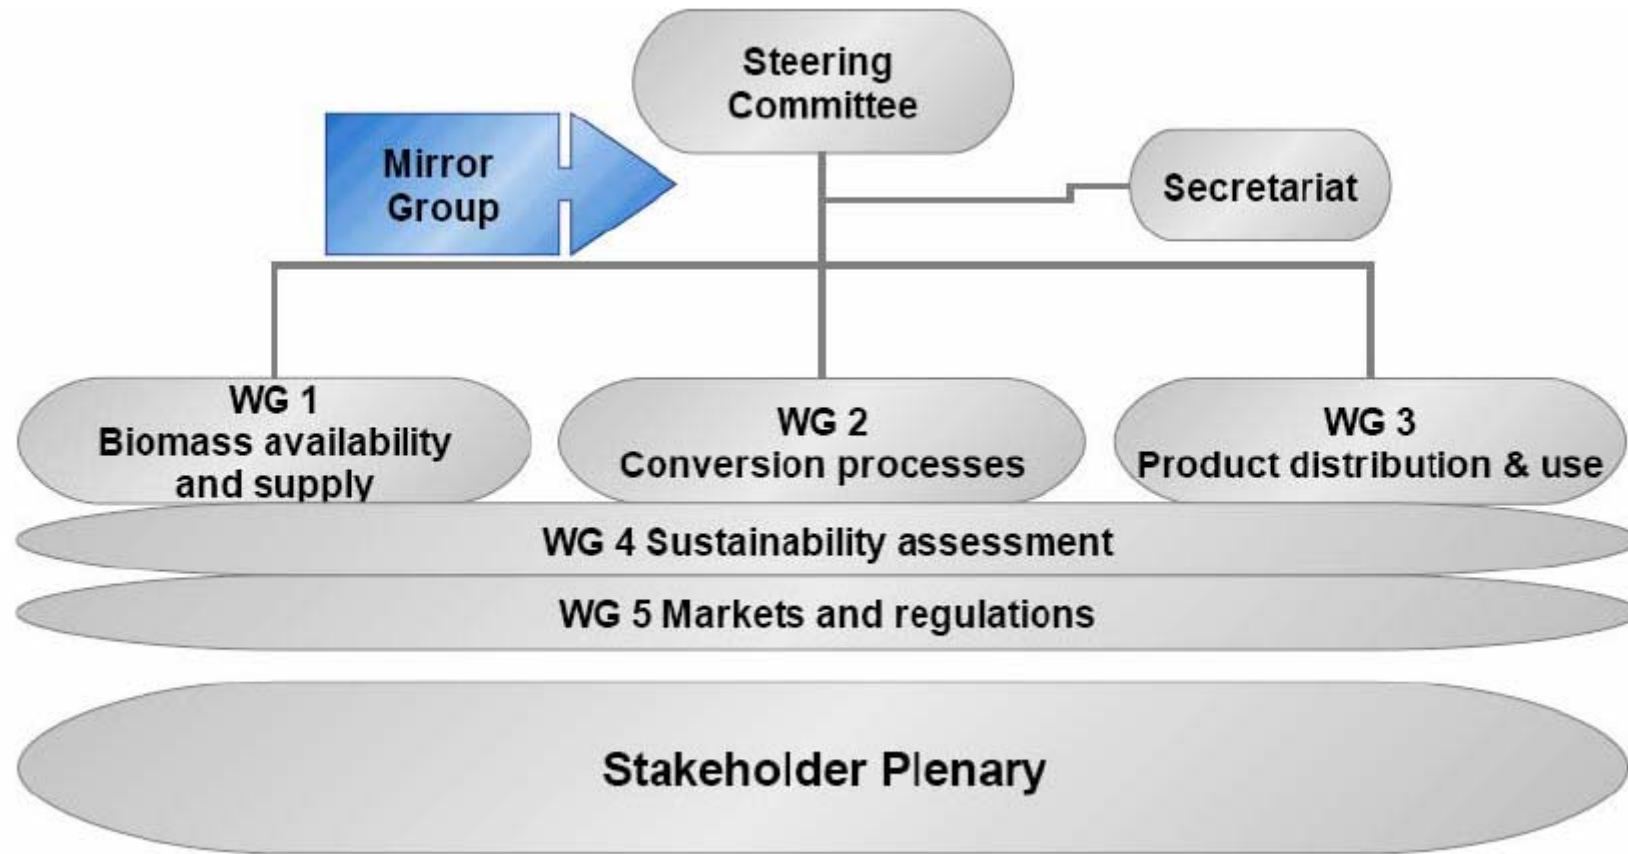 Steering
Committee
Mirror
Group
Secretariat
WG 1
Biomass availability
and supply
WG 2
Conversion processes
WG 3
Product distribution & use
WG 4 Sustainability assessment
WG 5 Markets and regulations
Stakeholder Plenary